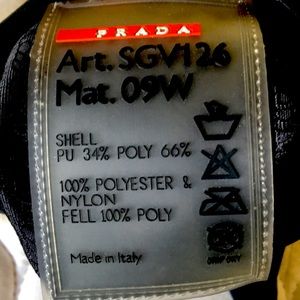 PRADA
Art. SGV126
Mat. 09W
SHELL
PU 34% POLY 66%
100% POLYESTER &
NYLON
FELL 100% POLY
Made in Italy